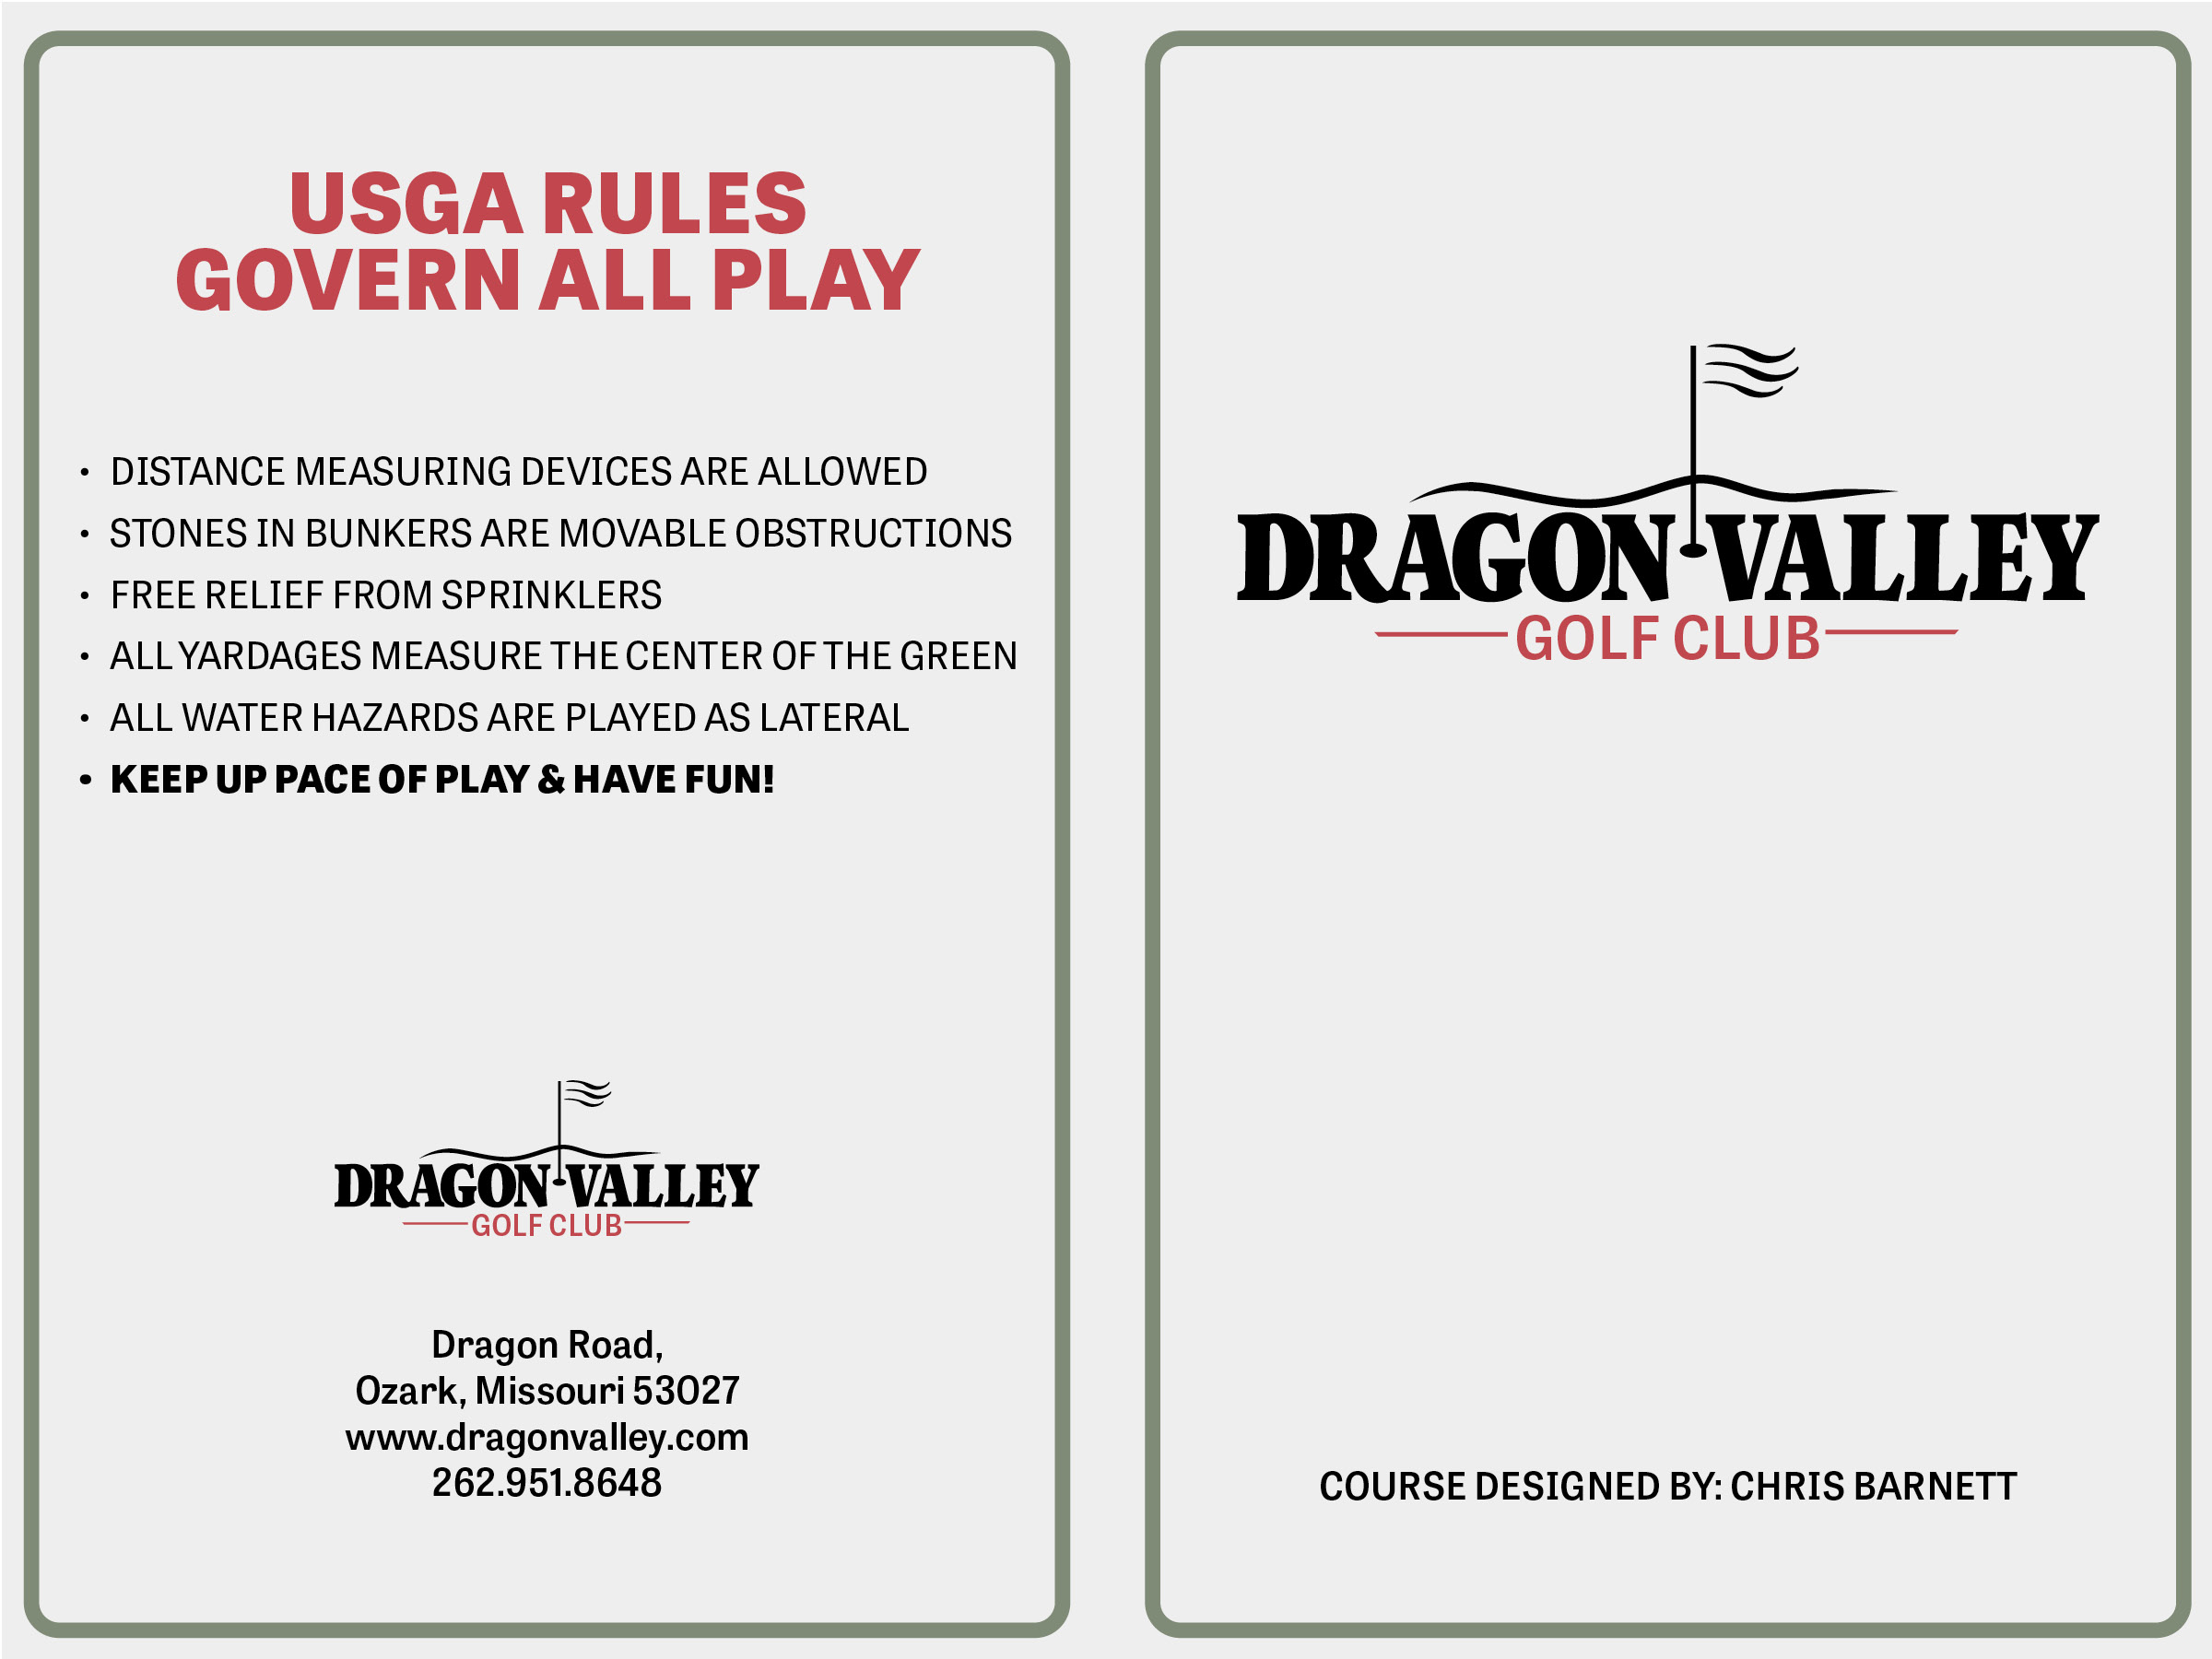 USGA RULES
GOVERN ALL PLAY
• DISTANCE MEASURING DEVICES ARE ALLOWED
• STONES IN BUNKERS ARE MOVABLE OBSTRUCTIONS
• FREE RELIEF FROM SPRINKLERS
• ALL YARDAGES MEASURE THE CENTER OF THE GREEN
• ALL WATER HAZARDS ARE PLAYED AS LATERAL
• KEEP UP PACE OF PLAY & HAVE FUN!
DRAGON VALLEY
GOLF CLUB
Dragon Road,
Ozark, Missouri 53027
www.dragonvalley.com
262.951.8648
DRAGON VALLEY
GOLF CLUB
COURSE DESIGNED BY: CHRIS BARNETT